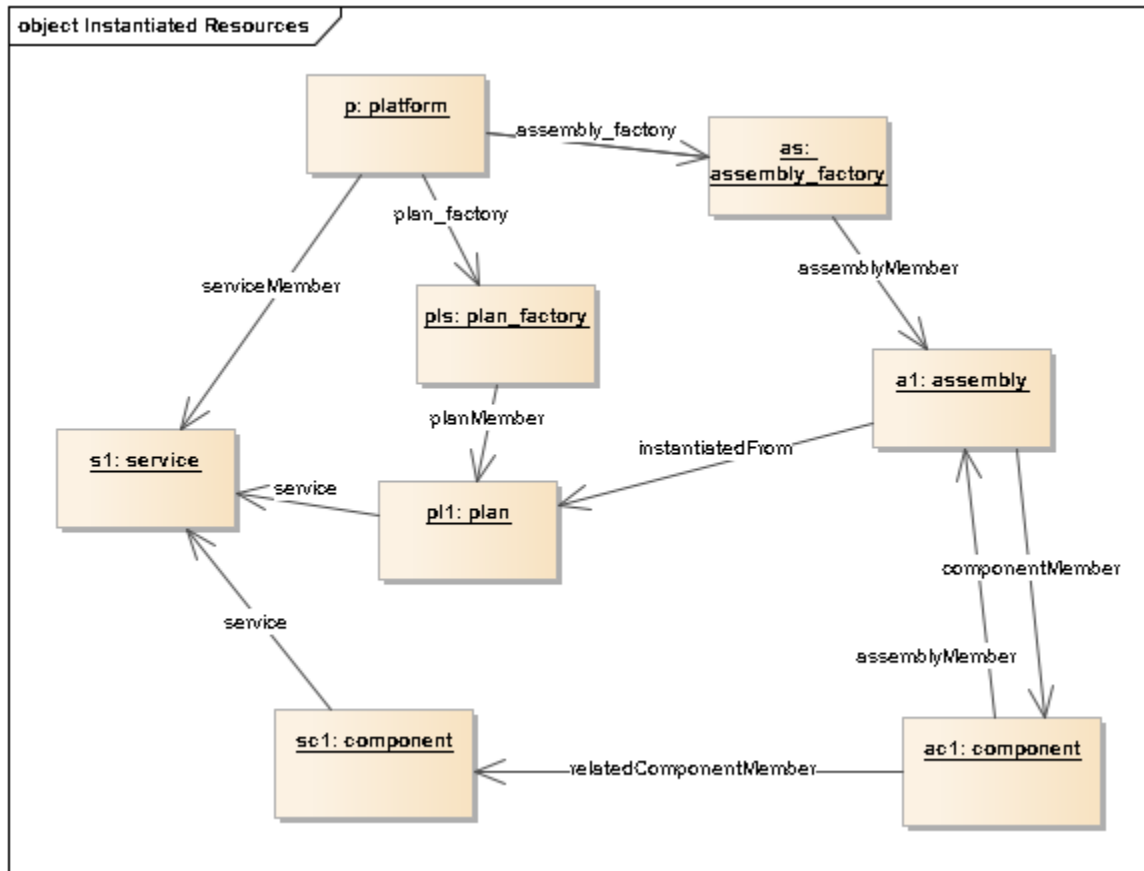 object Instantiated Resources
p: platform
assembly_factory
as:
assembly_factory
plan_factory
assemblyMember
serviceMember
pls: plan_factory
a1: assembly
planMember
instantiatedFrom
s1: service
service
pl1: plan
componentMember
service
assemblyMember
sc1: component
ac1: component
relatedComponentMember